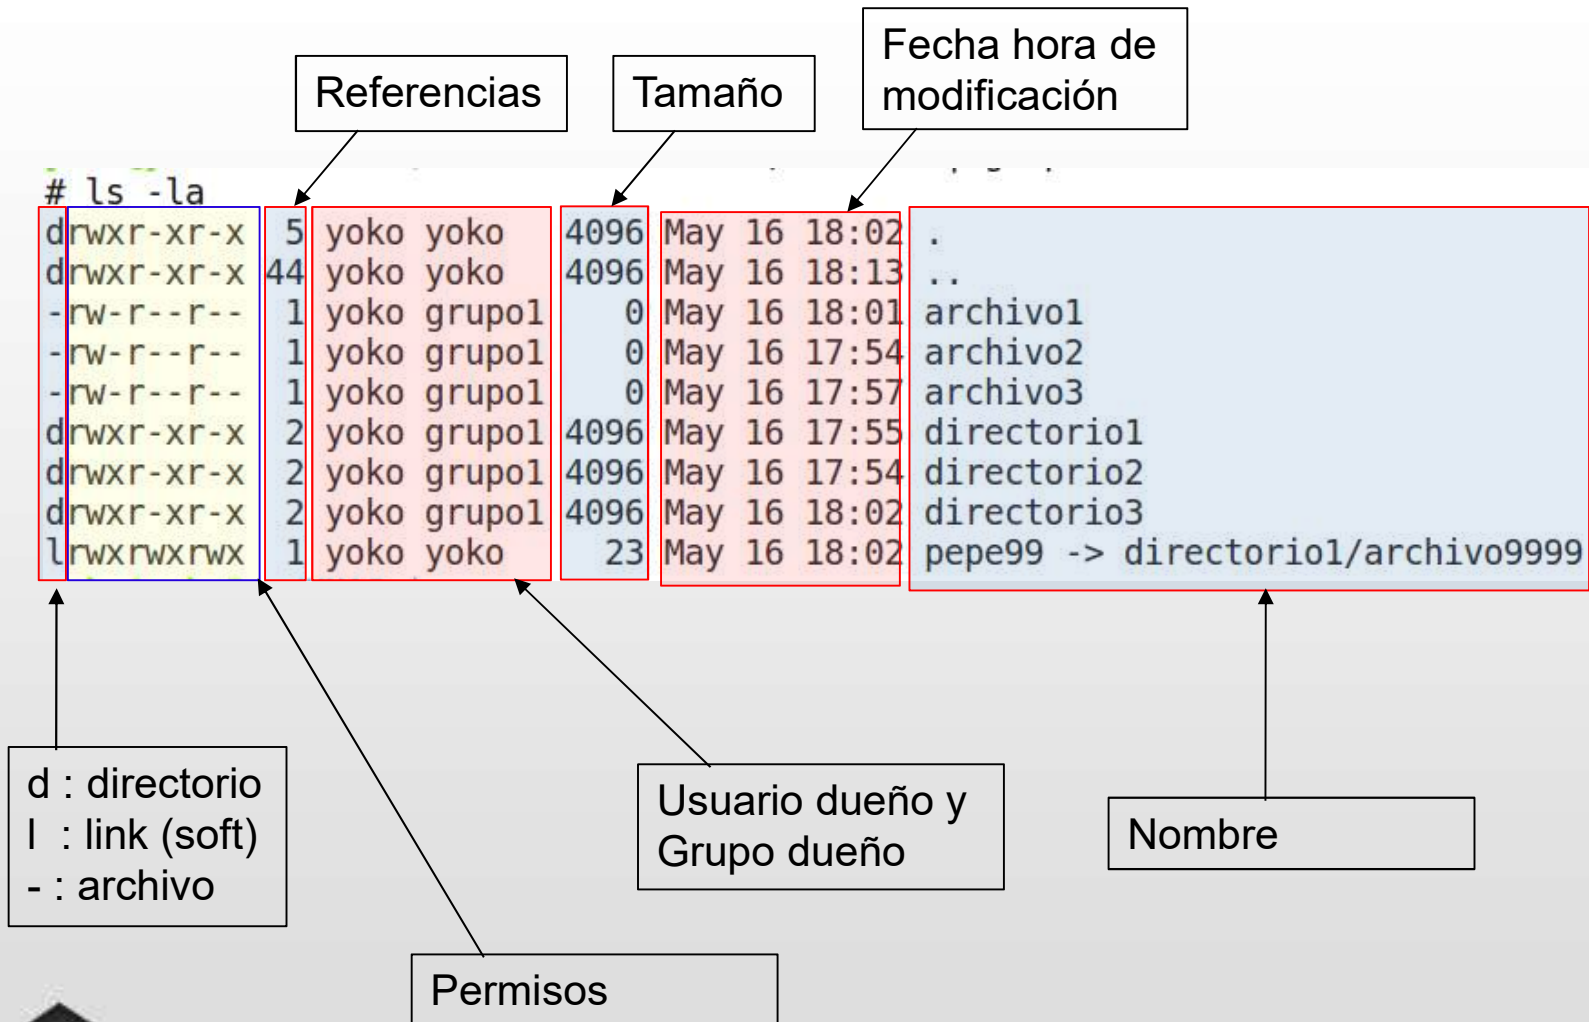 Fecha hora de
modificación
Referencias
Tamaño
# ls -la
drwxr-xr-x 5 yoko yoko 4096 May 16 18:02 .
drwxr-xr-x 44 yoko yoko 4096 May 16 18:13 ..
-rw-r--r-- 1 yoko grupo1 0 May 16 18:01 archivo1
-rw-r--r-- 1 yoko grupo1 0 May 16 17:54 archivo2
-rw-r--r-- 1 yoko grupo1 0 May 16 17:57 archivo3
drwxr-xr-x 2 yoko grupo1 4096 May 16 17:55 directorio1
drwxr-xr-x 2 yoko grupo1 4096 May 16 17:54 directorio2
drwxr-xr-x 2 yoko grupo1 4096 May 16 18:02 directorio3
lrwxrwxrwx 1 yoko yoko 23 May 16 18:02 pepe99 -> directorio1/archivo9999
d : directorio
l : link (soft)
- : archivo
Usuario dueño y
Grupo dueño
Nombre
Permisos